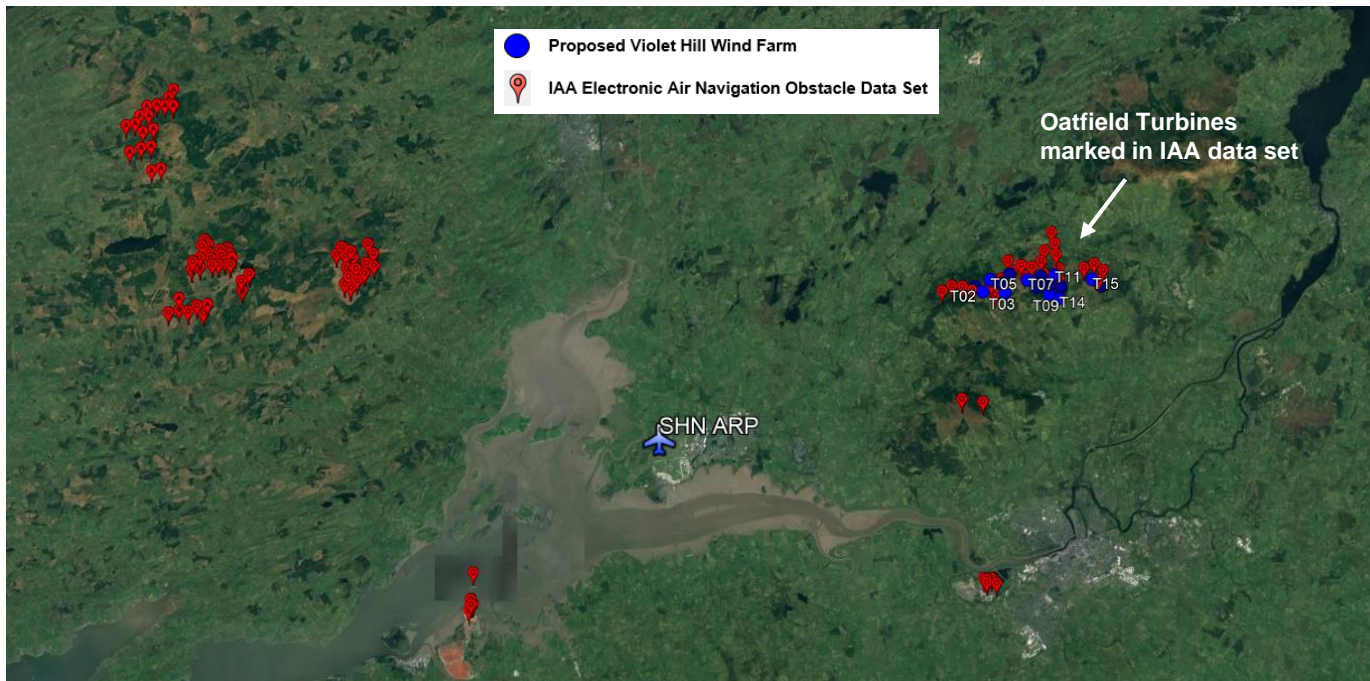 Proposed Violet Hill Wind Farm
IAA Electronic Air Navigation Obstacle Data Set
Oatfield Turbines
marked in IAA data set
T02
T05
T03
T07
T11
T09
T14
T15
SHN ARP